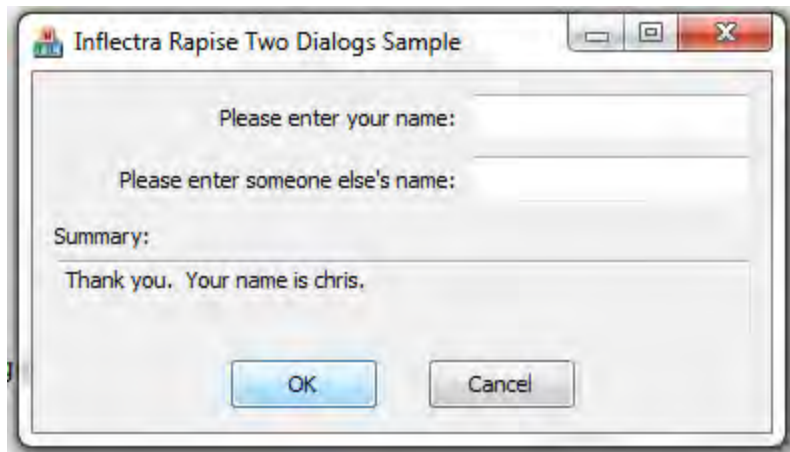 Inflectra Rapise Two Dialogs Sample
Please enter your name:
Please enter someone else's name:
Summary:
Thank you.  Your name is chris.
OK
Cancel